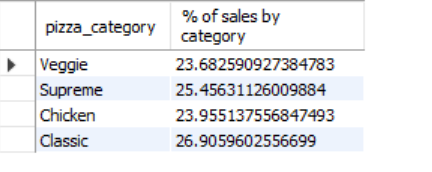 pizza_category % of sales by category
Veggie 23.682590927384783
Supreme 25.45631126009884
Chicken 23.955137556847493
Classic 26.9059602556699